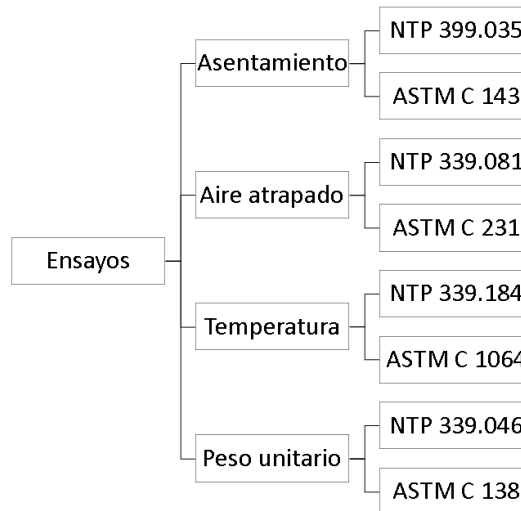 Ensayos
Asentamiento
NTP 399.035
ASTM C 143
Aire atrapado
NTP 339.081
ASTM C 231
Temperatura
NTP 339.184
ASTM C 1064
Peso unitario
NTP 339.046
ASTM C 138